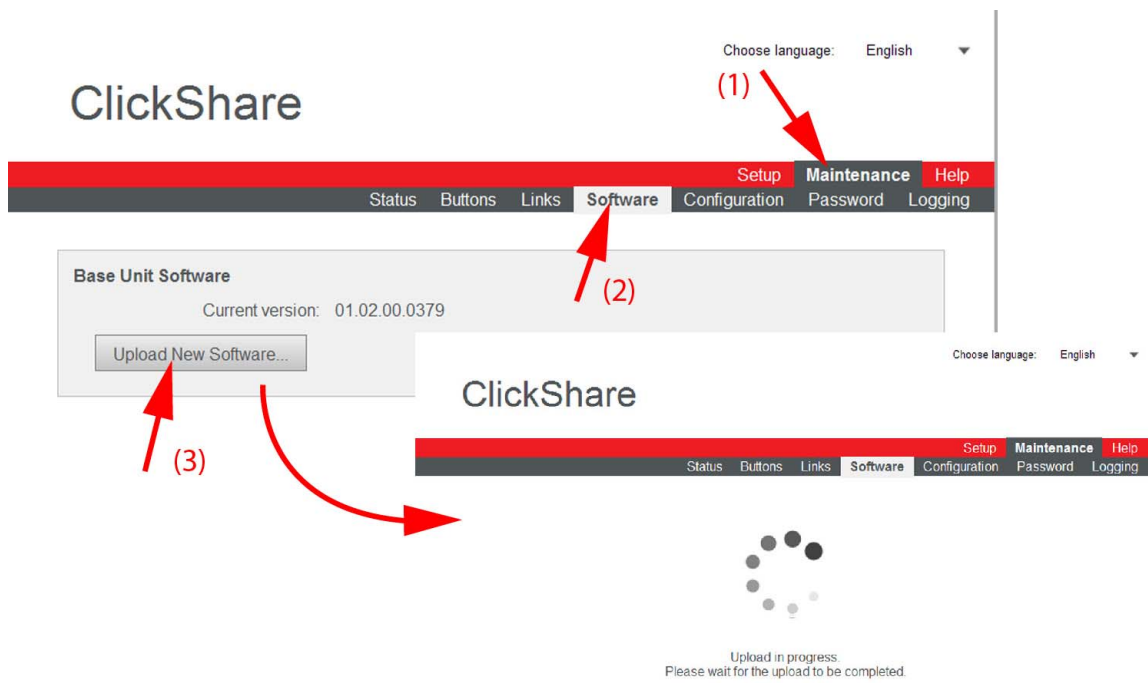 Choose language: English
(1)
ClickShare
Setup Maintenance Help
Status Buttons Links Software Configuration Password Logging
(2)
Base Unit Software
Current version: 01.02.00.0379
Upload New Software...
(3)
Choose language: English
ClickShare
Setup Maintenance Help
Status Buttons Links Software Configuration Password Logging
Upload in progress.
Please wait for the upload to be completed.